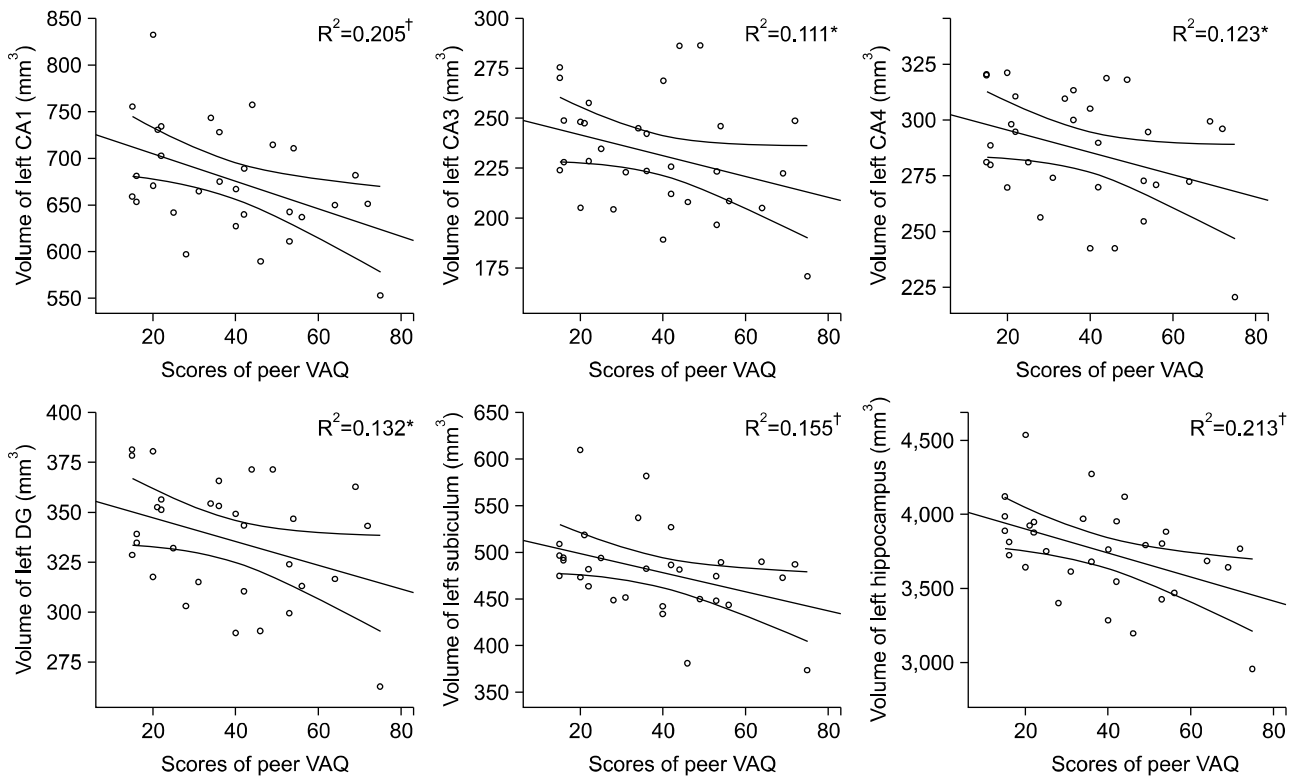 R²=0.205†
Volume of left CA1 (mm³)
850
800
750
700
650
600
550
20 40 60 80
Scores of peer VAQ
R²=0.111*
Volume of left CA3 (mm³)
300
275
250
225
200
175
20 40 60 80
Scores of peer VAQ
R²=0.123*
Volume of left CA4 (mm³)
325
300
275
250
225
20 40 60 80
Scores of peer VAQ
R²=0.132*
Volume of left DG (mm³)
400
375
350
325
300
275
20 40 60 80
Scores of peer VAQ
R²=0.155†
Volume of left subiculum (mm³)
650
600
550
500
450
400
350
20 40 60 80
Scores of peer VAQ
R²=0.213†
Volume of left hippocampus (mm³)
4,500
4,000
3,500
3,000
20 40 60 80
Scores of peer VAQ